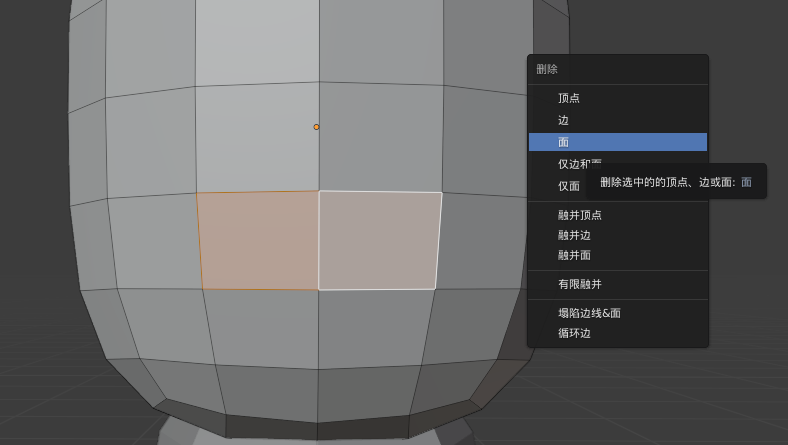 删除
顶点
边
面
仅边和面
仅面
删除选中的的顶点、边或面: 面
融并顶点
融并边
融并面
有限融并
塌陷边线&面
循环边